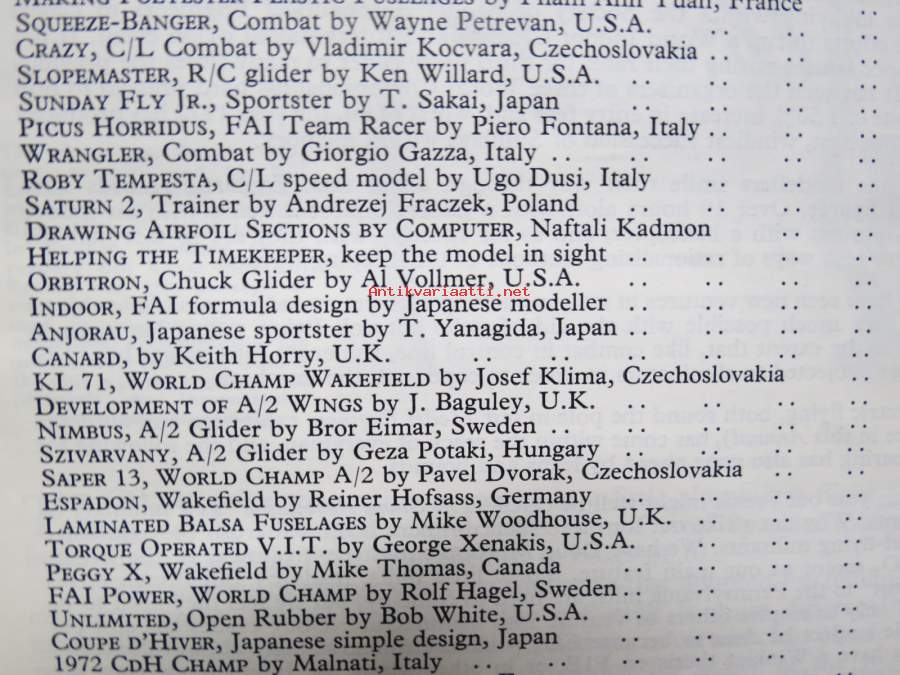 MAKING POLYESTER PLASTIC FUSELAGES by Pham Anh Tuan, France
SQUEEZE-BANGER, Combat by Wayne Petrevan, U.S.A. .. .. ..
CRAZY, C/L Combat by Vladimir Kocvara, Czechoslovakia .. ..
SLOPEMASTER, R/C glider by Ken Willard, U.S.A. .. .. ..
SUNDAY FLY JR., Sportster by T. Sakai, Japan .. .. .. ..
PICUS HORRIDUS, FAI Team Racer by Piero Fontana, Italy .. .. ..
WRANGLER, Combat by Giorgio Gazza, Italy .. .. .. .. ..
ROBY TEMPESTA, C/L speed model by Ugo Dusi, Italy .. .. ..
SATURN 2, Trainer by Andrezej Fraczek, Poland .. .. .. ..
DRAWING AIRFOIL SECTIONS BY COMPUTER, Naftali Kadmon .. ..
HELPING THE TIMEKEEPER, keep the model in sight .. .. .. ..
ORBITRON, Chuck Glider by Al Vollmer, U.S.A. .. .. .. ..
Antikvariaatti.net
INDOOR, FAI formula design by Japanese modeller .. .. .. ..
ANJORAU, Japanese sportster by T. Yanagida, Japan .. .. ..
CANARD, by Keith Horry, U.K. .. .. .. .. .. ..
KL 71, WORLD CHAMP WAKEFIELD by Josef Klima, Czechoslovakia ..
DEVELOPMENT OF A/2 WINGS by J. Baguley, U.K. .. .. .. ..
NIMBUS, A/2 Glider by Bror Eimar, Sweden .. .. .. .. ..
SZIVARVANY, A/2 Glider by Geza Potaki, Hungary .. .. .. ..
SAPER 13, WORLD CHAMP A/2 by Pavel Dvorak, Czechoslovakia .. ..
ESPADON, Wakefield by Reiner Hofsass, Germany .. .. .. ..
LAMINATED BALSA FUSELAGES by Mike Woodhouse, U.K. .. .. ..
TORQUE OPERATED V.I.T. by George Xenakis, U.S.A. .. .. ..
PEGGY X, Wakefield by Mike Thomas, Canada .. .. .. ..
FAI POWER, WORLD CHAMP by Rolf Hagel, Sweden .. .. .. ..
UNLIMITED, Open Rubber by Bob White, U.S.A. .. .. .. ..
COUPE D'HIVER, Japanese simple design, Japan .. .. .. ..
1972 CDH CHAMP by Malnati, Italy .. .. .. .. .. ..